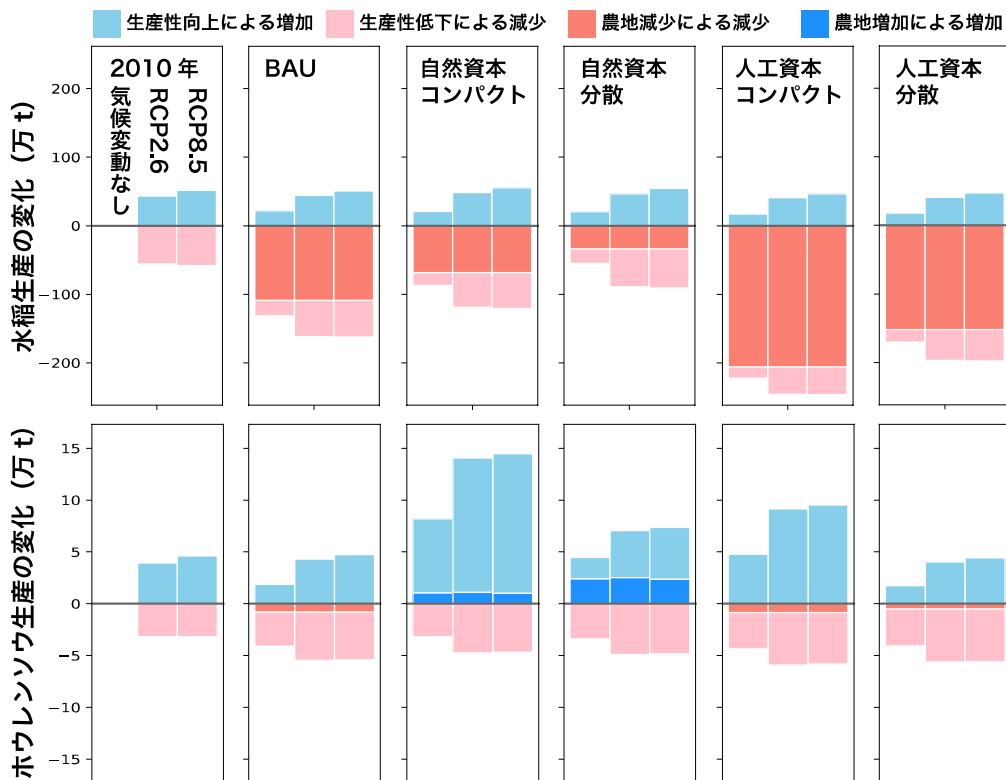 生産性向上による増加
生産性低下による減少
農地減少による減少
農地増加による増加
水稲生産の変化(万 t)
200
100
0
−100
−200
2010 年
気候変動なし
RCP2.6
RCP8.5
BAU
自然資本
コンパクト
自然資本
分散
人工資本
コンパクト
人工資本
分散
ホウレンソウ生産の変化(万 t)
15
10
5
0
−5
−10
−15